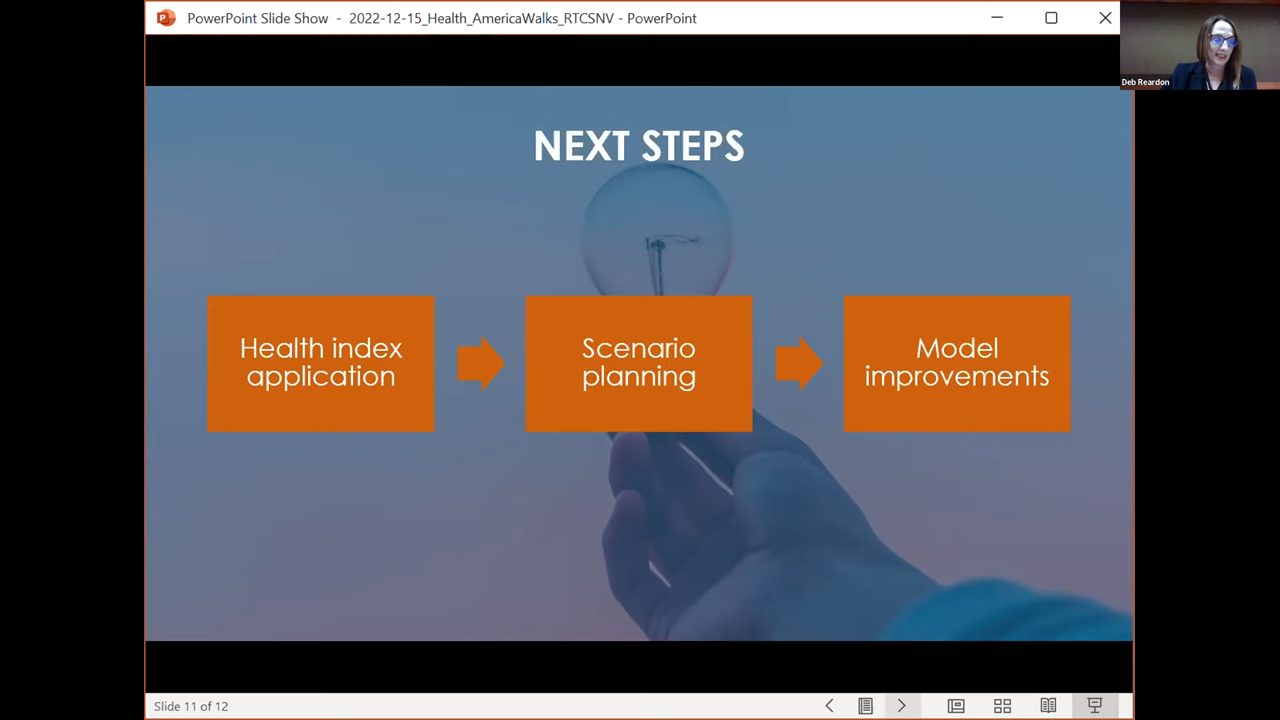 PowerPoint Slide Show - 2022-12-15_Health_AmericaWalks_RTCSNV - PowerPoint
Deb Reardon
NEXT STEPS
Health index
application
Scenario
planning
Model
improvements
Slide 11 of 12